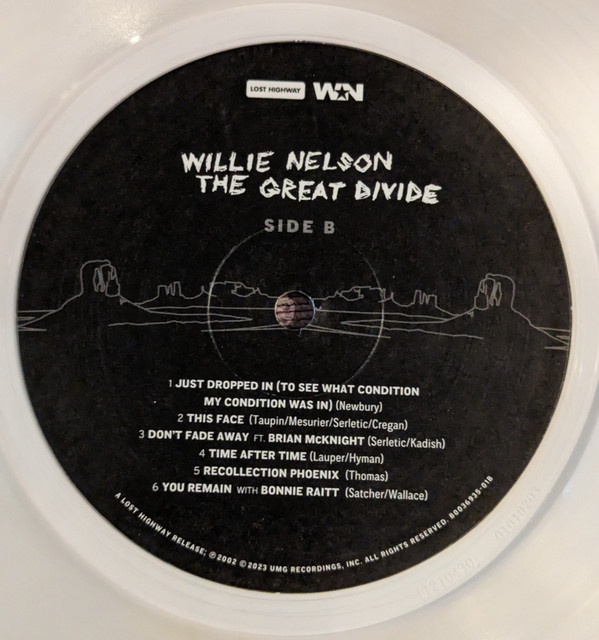 LOST HIGHWAY WN
WILLIE NELSON
THE GREAT DIVIDE
SIDE B
1 JUST DROPPED IN (TO SEE WHAT CONDITION
MY CONDITION WAS IN) (Newbury)
2 THIS FACE (Taupin/Mesurier/Serletic/Cregan)
3 DON'T FADE AWAY FT. BRIAN McKNIGHT (Serletic/Kadish)
4 TIME AFTER TIME (Lauper/Hyman)
5 RECOLLECTION PHOENIX (Thomas)
6 YOU REMAIN WITH BONNIE RAITT (Satcher/Wallace)
A LOST HIGHWAY RELEASE; ℗ 2002 © 2023 UMG RECORDINGS, INC. ALL RIGHTS RESERVED. B0036935-01B